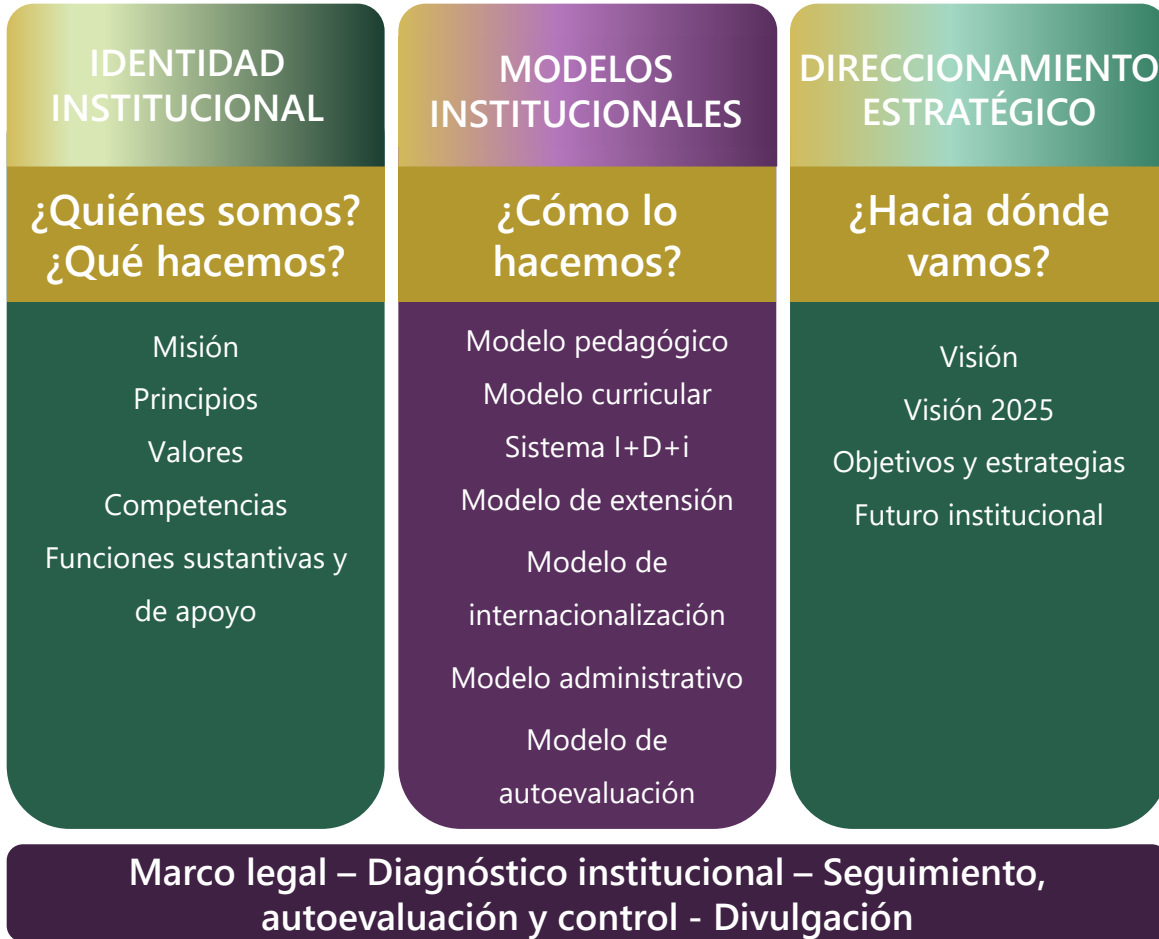 IDENTIDAD
INSTITUCIONAL
¿Quiénes somos?
¿Qué hacemos?
Misión
Principios
Valores
Competencias
Funciones sustantivas y
de apoyo
MODELOS
INSTITUCIONALES
¿Cómo lo
hacemos?
Modelo pedagógico
Modelo curricular
Sistema I+D+i
Modelo de extensión
Modelo de
internacionalización
Modelo administrativo
Modelo de
autoevaluación
DIRECCIONAMIENTO
ESTRATÉGICO
¿Hacia dónde
vamos?
Visión
Visión 2025
Objetivos y estrategias
Futuro institucional
Marco legal – Diagnóstico institucional – Seguimiento,
autoevaluación y control - Divulgación